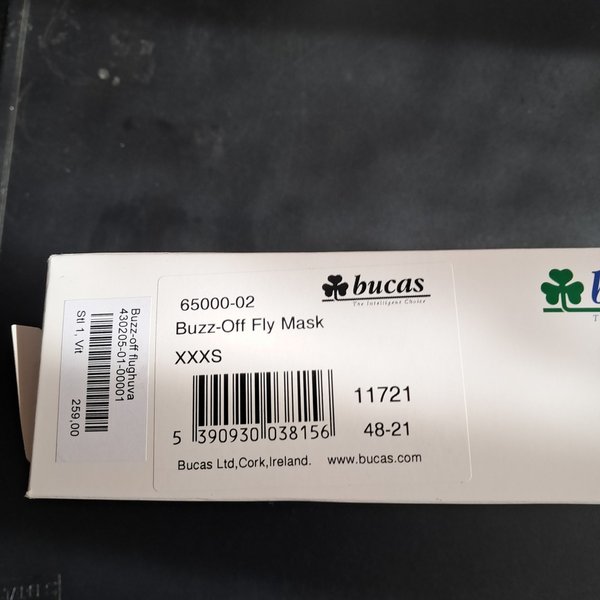 Buzz-off flughuva
430205-01-00001
Stl 1, Vit
259,00
65000-02
bucas
The Intelligent Choice
Buzz-Off Fly Mask
XXXS
11721
5 390930 038156
48-21
Bucas Ltd,Cork,Ireland. www.bucas.com